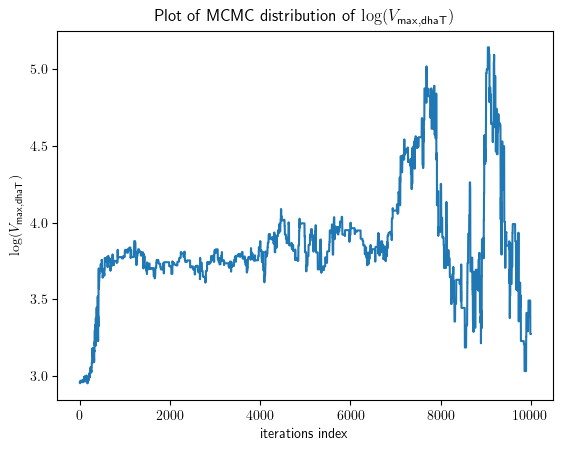 Plot of MCMC distribution of log(V_max,dhaT)
log(V_max,dhaT)
5.0
4.5
4.0
3.5
3.0
0 2000 4000 6000 8000 10000
iterations index